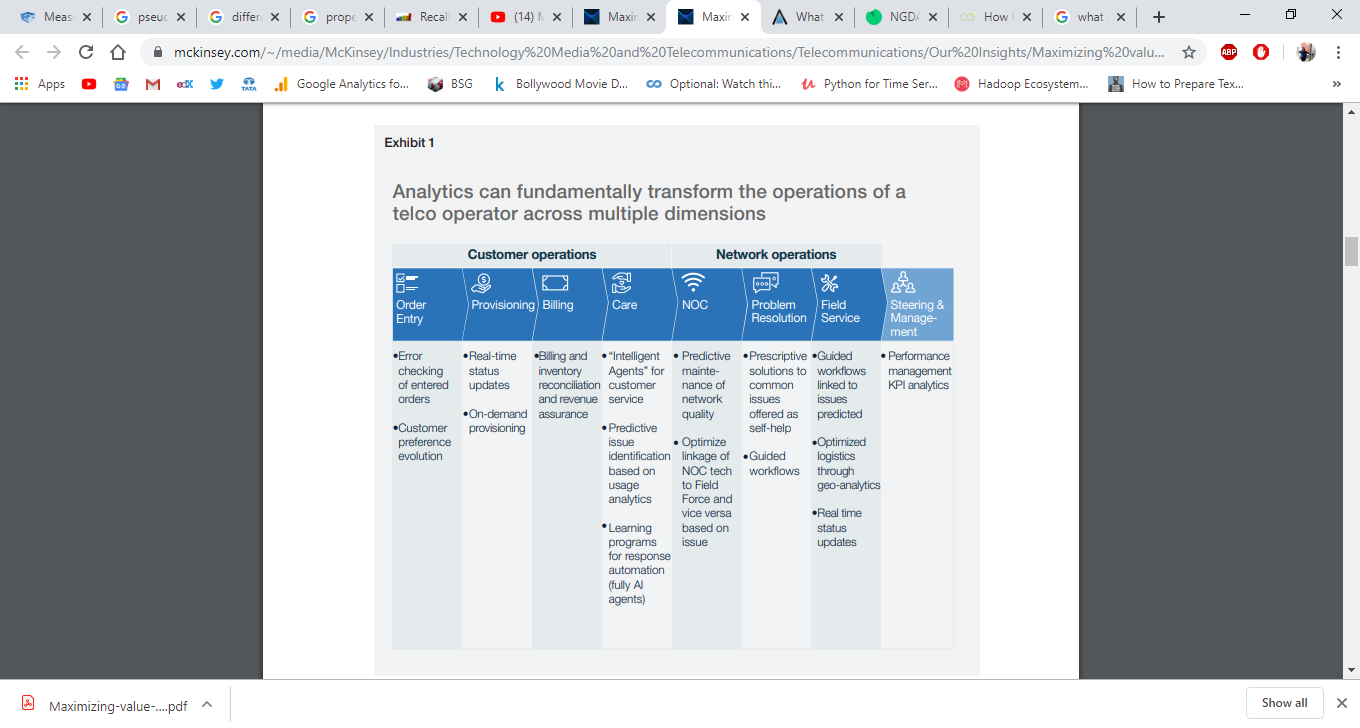 Meas
pseud
differ
prope
Recal
(14) M
Maxir
Maxir
What
NGD
How
what
mckinsey.com/~/media/McKinsey/Industries/Technology%20Media%20and%20Telecommunications/Telecommunications/Our%20Insights/Maximizing%20valu...
ABP
Apps
edX
TATA
Google Analytics fo...
BSG
Bollywood Movie D...
Optional: Watch thi...
Python for Time Ser...
Hadoop Ecosystem...
How to Prepare Tex...
Exhibit 1
Analytics can fundamentally transform the operations of a
telco operator across multiple dimensions
Customer operations
Network operations
Order
Entry
Provisioning
Billing
Care
NOC
Problem
Resolution
Field
Service
Steering &
Manage-
ment
•Error
checking
of entered
orders
•Customer
preference
evolution
•Real-time
status
updates
•On-demand
provisioning
•Billing and
inventory
reconciliation
and revenue
assurance
•"Intelligent
Agents" for
customer
service
•Predictive
issue
identification
based on
usage
analytics
•Learning
programs
for response
automation
(fully AI
agents)
• Predictive
mainte-
nance of
network
quality
• Optimize
linkage of
NOC tech
to Field
Force and
vice versa
based on
issue
•Prescriptive
solutions to
common
issues
offered as
self-help
•Guided
workflows
•Guided
workflows
linked to
issues
predicted
•Optimized
logistics
through
geo-analytics
•Real time
status
updates
• Performance
management
KPI analytics
Maximizing-value-....pdf
Show all